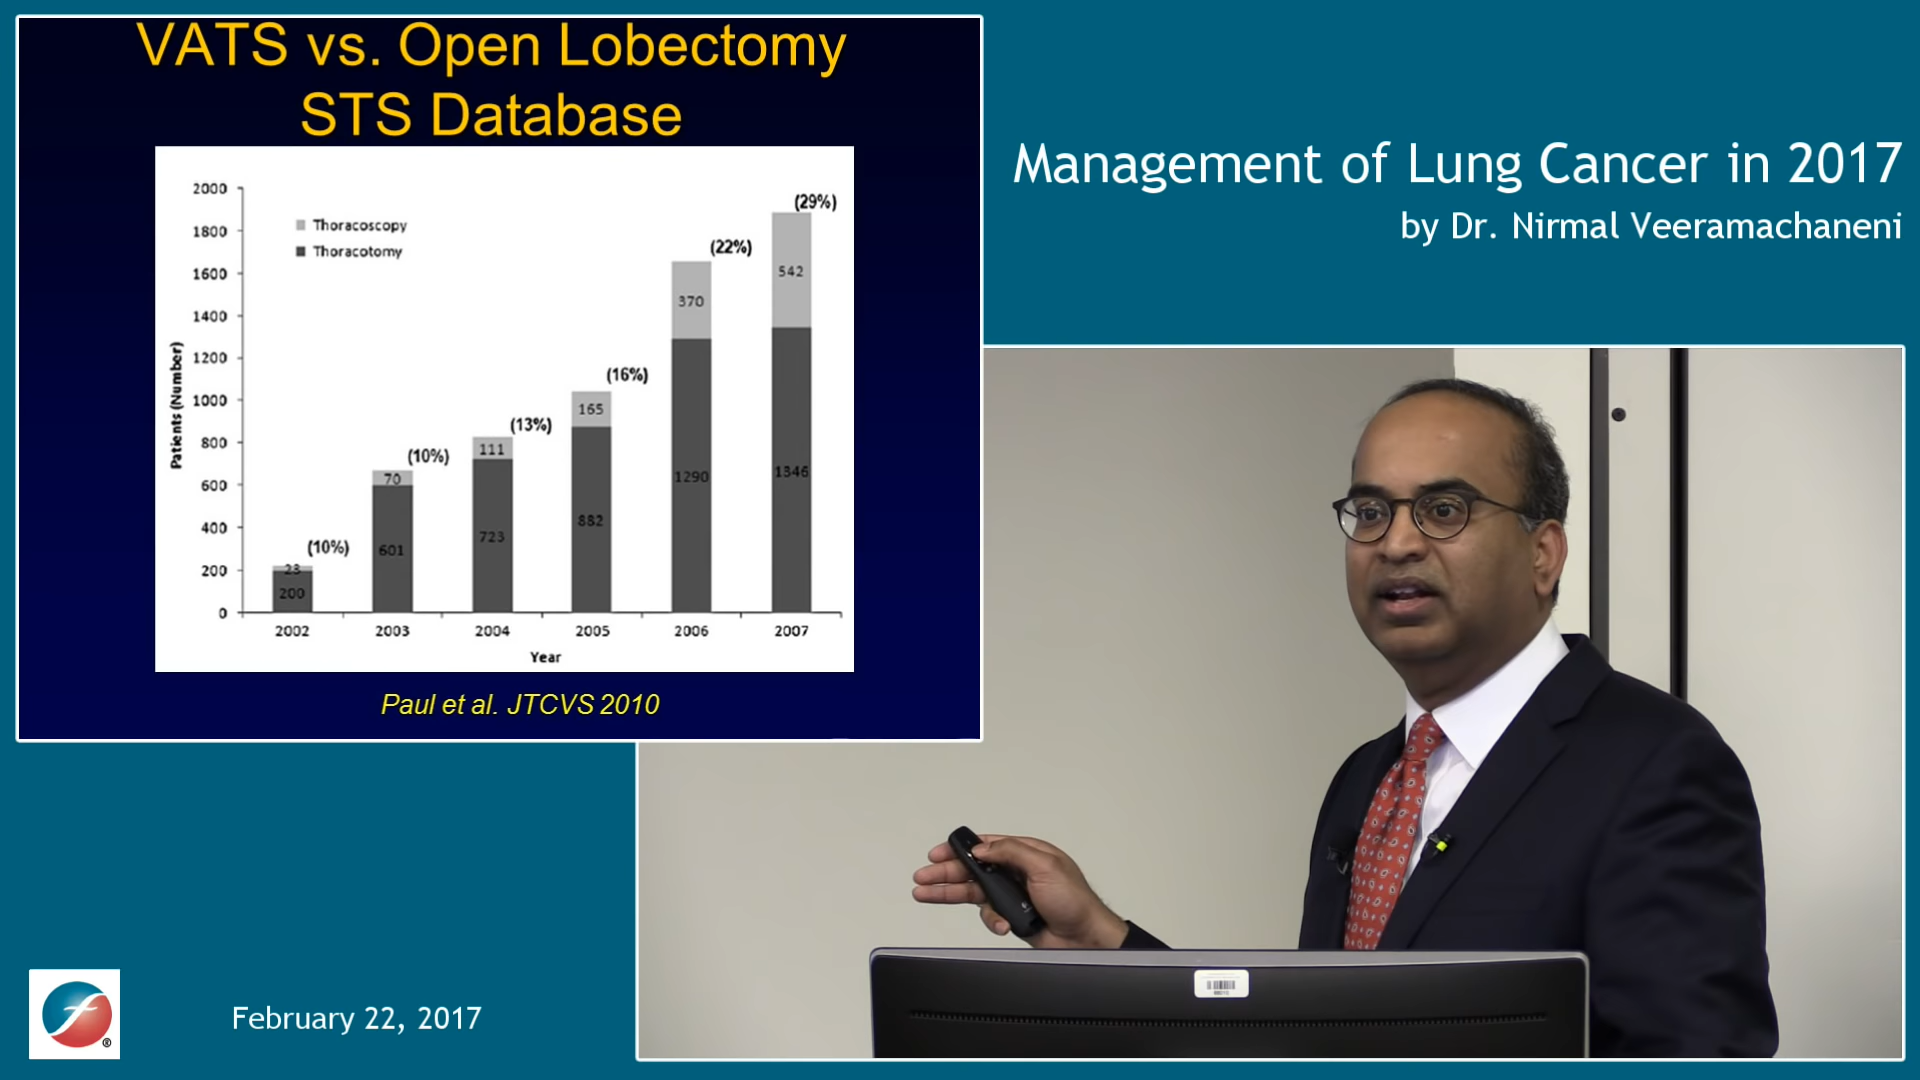 VATS vs. Open Lobectomy
STS Database
2000
1800
1600
1400
1200
1000
800
600
400
200
0
Patients (Number)
Thoracoscopy
Thoracotomy
(10%)
23
200
(10%)
70
601
(13%)
111
723
(16%)
165
882
(22%)
370
1290
(29%)
542
1346
2002 2003 2004 2005 2006 2007
Year
Paul et al. JTCVS 2010
Management of Lung Cancer in 2017
by Dr. Nirmal Veeramachaneni
f
®
February 22, 2017